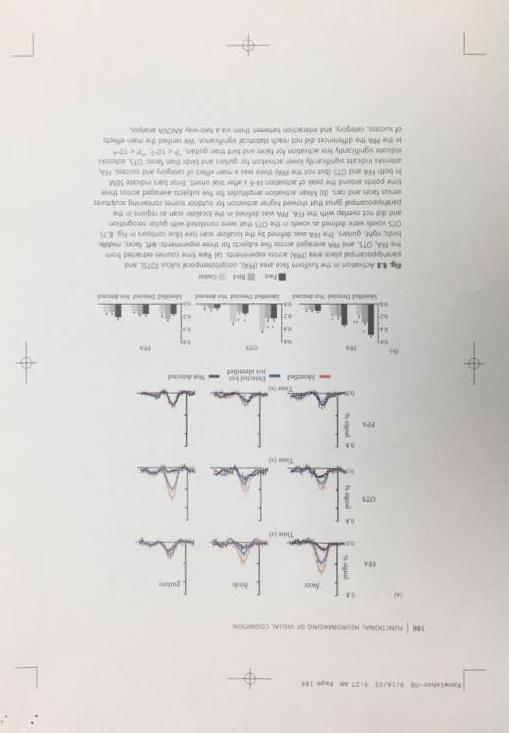 Kanwisher-08 9/16/03 9:27 AM Page 186
186 | FUNCTIONAL NEUROIMAGING OF VISUAL COGNITION
(a)
faces birds guitars
FFA
0.8
% signal
0.0
Time (s)
OTS
0.8
% signal
0.0
Time (s)
PPA
0.9
% signal
0.0
Time (s)
Identified Detected but not identified Not detected
(b)
FFA OTS PPA
0.6
0.4
0.2
0.0
Identified Detected Not detected Identified Detected Not detected Identified Detected Not detected
Face Bird Guitar
Fig. 8.8 Activation in the fusiform face area (FFA), occipitotemporal sulcus (OTS), and
parahippocampal place area (PPA) across experiments. (a) Raw time courses extracted from
the FFA, OTS, and PPA averaged across five subjects for three experiments: left, faces; middle,
birds; right, guitars. The FFA was defined by the localizer scan (see blue contours in Fig. 8.7).
OTS voxels were defined as voxels in the OTS that were correlated with guitar recognition
and did not overlap with the FFA. PPA was defined in the localizer scan as regions in the
parahippocampal gyrus that showed higher activation for outdoor scenes containing sculptures
versus faces and cars. (b) Mean activation amplitudes for five subjects averaged across three
time points around the peak of activation (4-6 s after trial onset). Error bars indicate SEM.
In both FFA and OTS (but not the PPA) there was a main effect of category and success. FFA,
asterisks indicate significantly lower activation for guitars and birds than faces. OTS, asterisks
indicate significantly less activation for faces and bird than guitars.
In the PPA the differences did not reach statistical significance. We verified the main effects
of success, category, and interaction between them via a two-way ANOVA analysis.